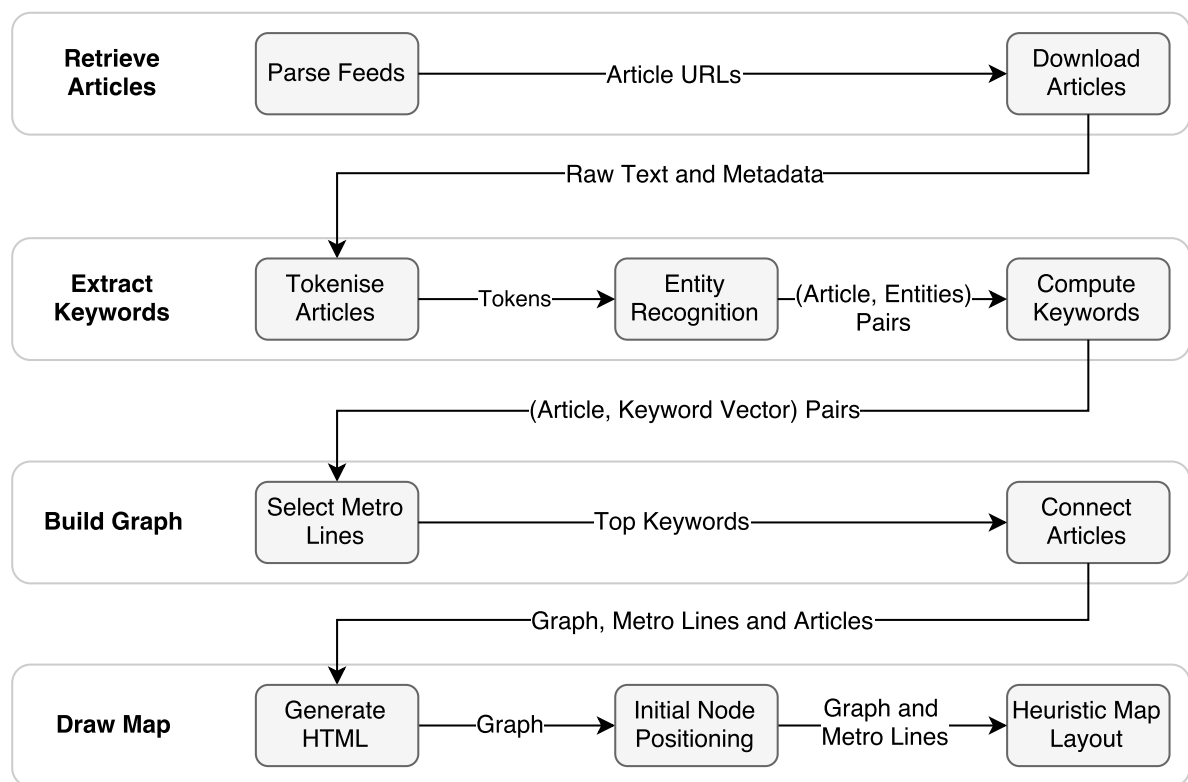 Retrieve
Articles
Parse Feeds
Article URLs
Download
Articles
Raw Text and Metadata
Extract
Keywords
Tokenise
Articles
Tokens
Entity
Recognition
(Article, Entities)
Pairs
Compute
Keywords
(Article, Keyword Vector) Pairs
Build Graph
Select Metro
Lines
Top Keywords
Connect
Articles
Graph, Metro Lines and Articles
Draw Map
Generate
HTML
Graph
Initial Node
Positioning
Graph and
Metro Lines
Heuristic Map
Layout